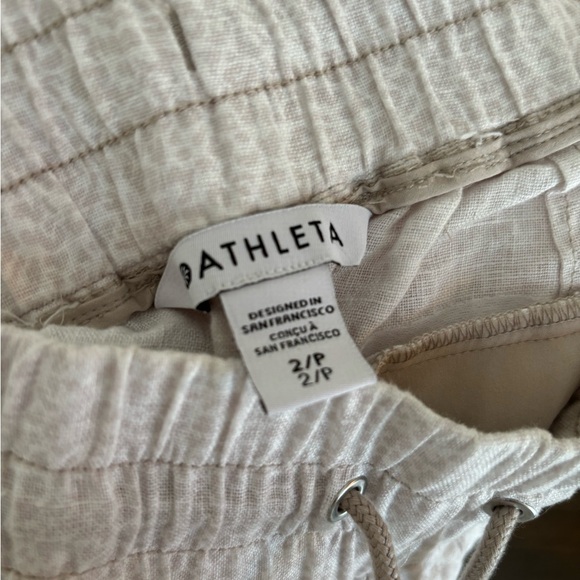 ATHLETA
DESIGNED IN
SAN FRANCISCO
CONÇU À
SAN FRANCISCO
2/P
2/P